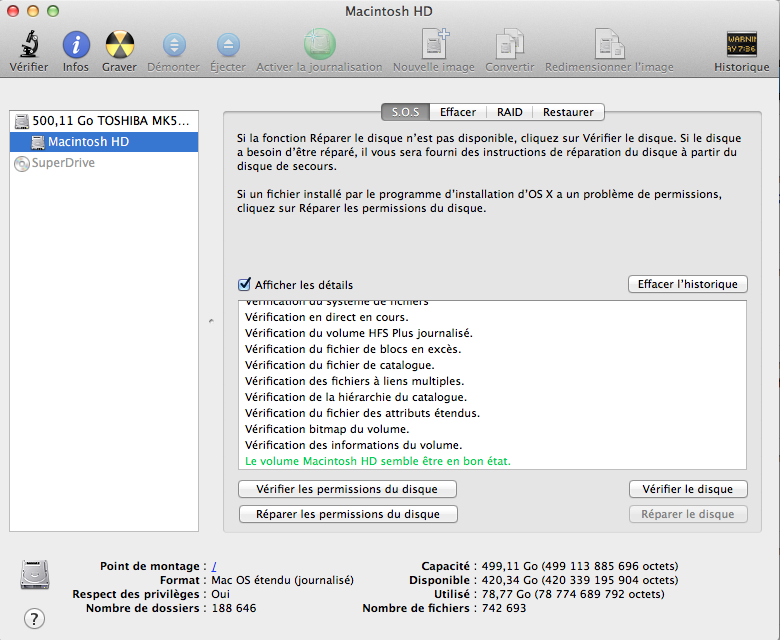 Macintosh HD
Vérifier Infos Graver Démonter Éjecter Activer la journalisation Nouvelle image Convertir Redimensionner l'image Historique
WARNIN
AY 7:36
500,11 Go TOSHIBA MK5...
Macintosh HD
SuperDrive
S.O.S Effacer RAID Restaurer
Si la fonction Réparer le disque n'est pas disponible, cliquez sur Vérifier le disque. Si le disque
a besoin d'être réparé, il vous sera fourni des instructions de réparation du disque à partir du
disque de secours.
Si un fichier installé par le programme d'installation d'OS X a un problème de permissions,
cliquez sur Réparer les permissions du disque.
Afficher les détails
Effacer l'historique
Vérification du système de fichiers
Vérification en direct en cours.
Vérification du volume HFS Plus journalisé.
Vérification du fichier de blocs en excès.
Vérification du fichier de catalogue.
Vérification des fichiers à liens multiples.
Vérification de la hiérarchie du catalogue.
Vérification du fichier des attributs étendus.
Vérification bitmap du volume.
Vérification des informations du volume.
Le volume Macintosh HD semble être en bon état.
Vérifier les permissions du disque
Vérifier le disque
Réparer les permissions du disque
Réparer le disque
Point de montage : /
Format : Mac OS étendu (journalisé)
Respect des privilèges : Oui
Nombre de dossiers : 188 646
Capacité : 499,11 Go (499 113 885 696 octets)
Disponible : 420,34 Go (420 339 195 904 octets)
Utilisé : 78,77 Go (78 774 689 792 octets)
Nombre de fichiers : 742 693
?